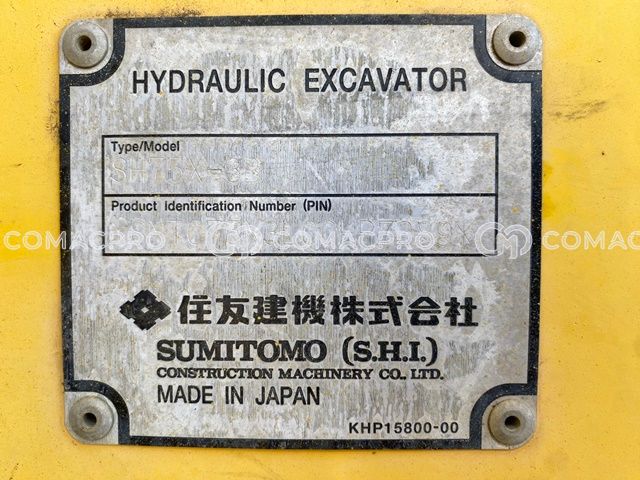 HYDRAULIC EXCAVATOR
Type/Model
Product Identification Number (PIN)
COMACPRO COMACPRO COMACPRO
住友建機株式会社
SUMITOMO (S.H.I.)
CONSTRUCTION MACHINERY CO., LTD.
MADE IN JAPAN
KHP15800-00